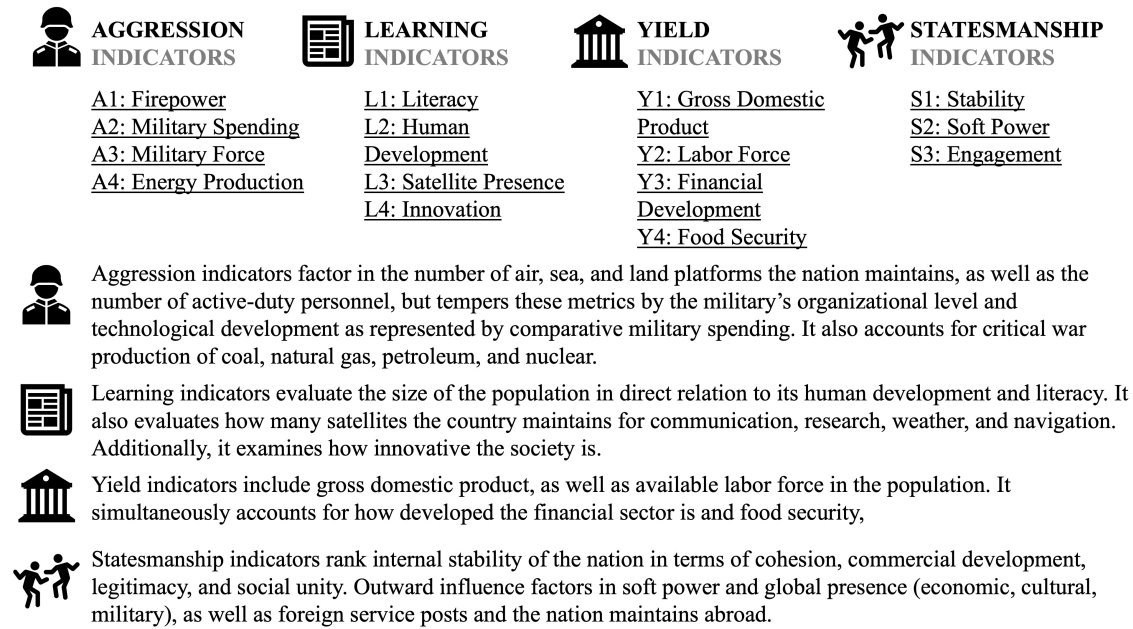 AGGRESSION
INDICATORS
A1: Firepower
A2: Military Spending
A3: Military Force
A4: Energy Production
LEARNING
INDICATORS
L1: Literacy
L2: Human
Development
L3: Satellite Presence
L4: Innovation
YIELD
INDICATORS
Y1: Gross Domestic
Product
Y2: Labor Force
Y3: Financial
Development
Y4: Food Security
STATESMANSHIP
INDICATORS
S1: Stability
S2: Soft Power
S3: Engagement
Aggression indicators factor in the number of air, sea, and land platforms the nation maintains, as well as the
number of active-duty personnel, but tempers these metrics by the military’s organizational level and
technological development as represented by comparative military spending. It also accounts for critical war
production of coal, natural gas, petroleum, and nuclear.
Learning indicators evaluate the size of the population in direct relation to its human development and literacy. It
also evaluates how many satellites the country maintains for communication, research, weather, and navigation.
Additionally, it examines how innovative the society is.
Yield indicators include gross domestic product, as well as available labor force in the population. It
simultaneously accounts for how developed the financial sector is and food security,
Statesmanship indicators rank internal stability of the nation in terms of cohesion, commercial development,
legitimacy, and social unity. Outward influence factors in soft power and global presence (economic, cultural,
military), as well as foreign service posts and the nation maintains abroad.